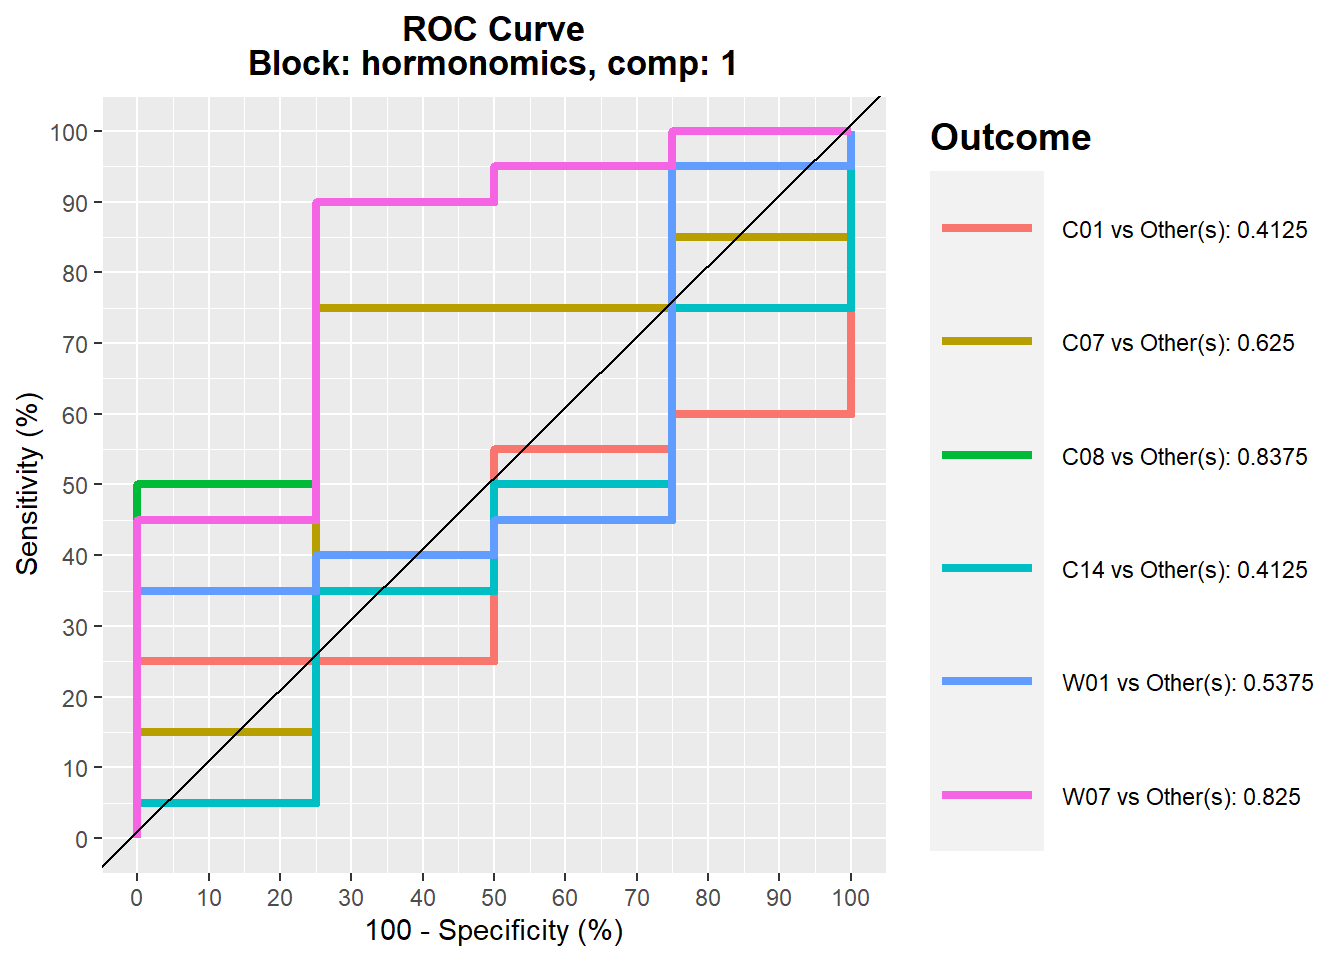 ROC Curve
Block: hormonomics, comp: 1
100
90
80
70
60
50
40
30
20
10
0
Sensitivity (%)
0 10 20 30 40 50 60 70 80 90 100
100 - Specificity (%)
Outcome
C01 vs Other(s): 0.4125
C07 vs Other(s): 0.625
C08 vs Other(s): 0.8375
C14 vs Other(s): 0.4125
W01 vs Other(s): 0.5375
W07 vs Other(s): 0.825